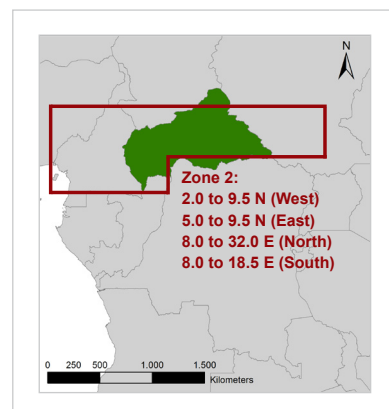 N
Zone 2:
2.0 to 9.5 N (West)
5.0 to 9.5 N (East)
8.0 to 32.0 E (North)
8.0 to 18.5 E (South)
0 250 500 1.000 1.500
Kilometers